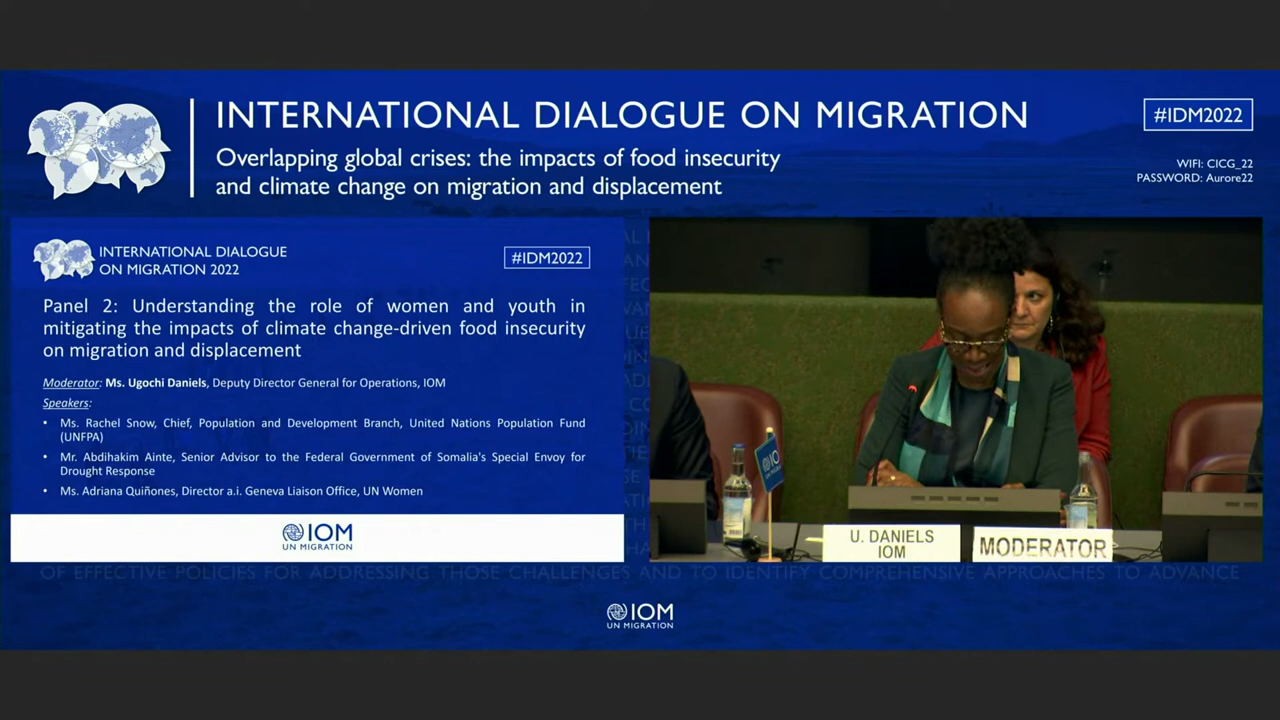 INTERNATIONAL DIALOGUE ON MIGRATION
Overlapping global crises: the impacts of food insecurity
and climate change on migration and displacement
#IDM2022
WIFI: CICG_22
PASSWORD: Aurore22
INTERNATIONAL DIALOGUE
ON MIGRATION 2022
#IDM2022
Panel 2: Understanding the role of women and youth in
mitigating the impacts of climate change-driven food insecurity
on migration and displacement
Moderator: Ms. Ugochi Daniels, Deputy Director General for Operations, IOM
Speakers:
• Ms. Rachel Snow, Chief, Population and Development Branch, United Nations Population Fund
(UNFPA)
• Mr. Abdihakim Ainte, Senior Advisor to the Federal Government of Somalia's Special Envoy for
Drought Response
• Ms. Adriana Quiñones, Director a.i. Geneva Liaison Office, UN Women
IOM
UN MIGRATION
U. DANIELS
IOM
MODERATOR
OF EFFECTIVE POLICIES FOR ADDRESSING THOSE CHALLENGES AND TO IDENTIFY COMPREHENSIVE APPROACHES TO ADVANCE
IOM
UN MIGRATION